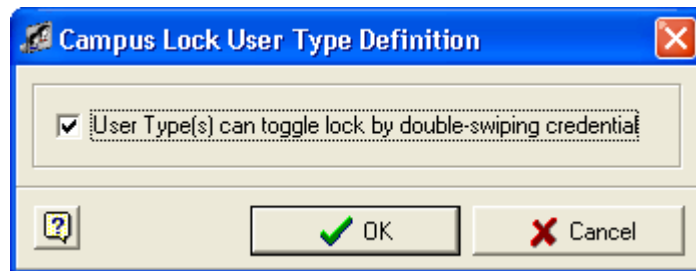 Campus Lock User Type Definition
User Type(s) can toggle lock by double-swiping credential
?
OK
Cancel